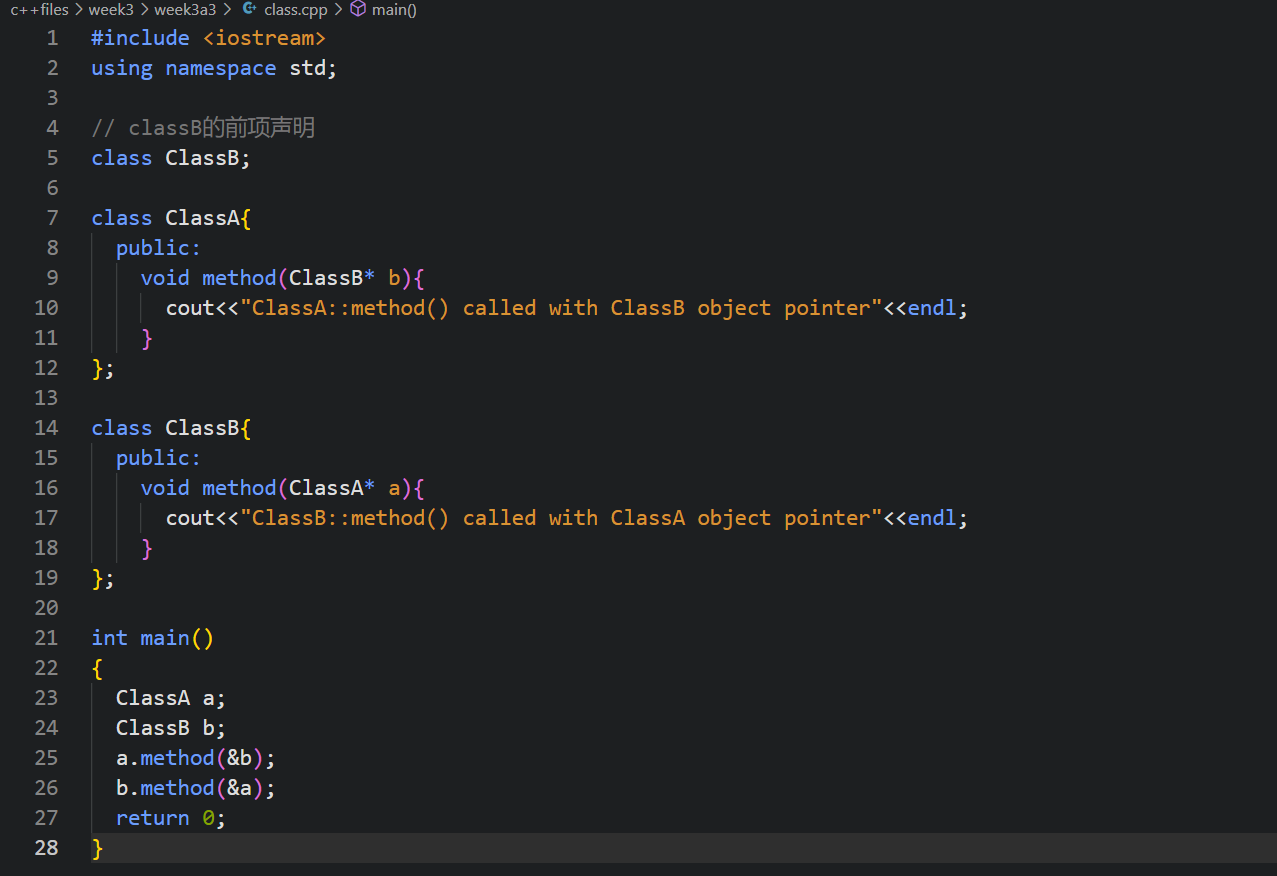 c++files > week3 > week3a3 > class.cpp > main()
1 #include <iostream>
2 using namespace std;
3
4 // classB的前项声明
5 class ClassB;
6
7 class ClassA{
8 public:
9 void method(ClassB* b){
10 cout<<"ClassA::method() called with ClassB object pointer"<<endl;
11 }
12 };
13
14 class ClassB{
15 public:
16 void method(ClassA* a){
17 cout<<"ClassB::method() called with ClassA object pointer"<<endl;
18 }
19 };
20
21 int main()
22 {
23 ClassA a;
24 ClassB b;
25 a.method(&b);
26 b.method(&a);
27 return 0;
28 }